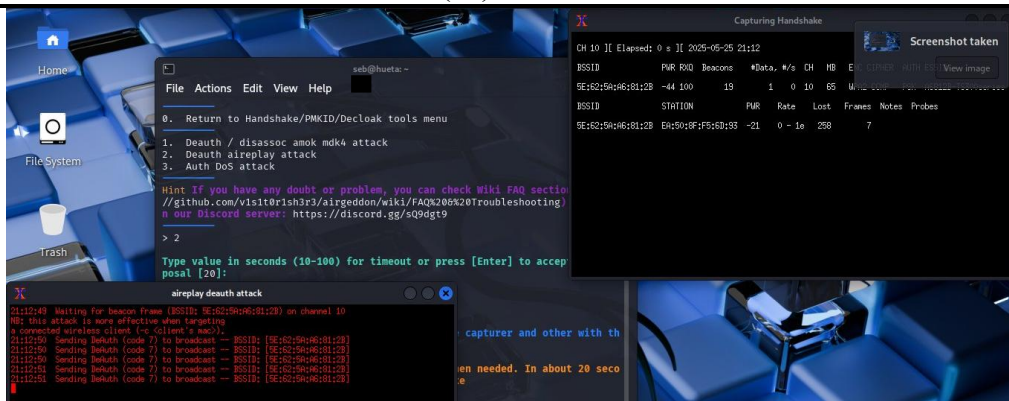 Home
File System
Trash
seb@hueta: ~
File Actions Edit View Help
0. Return to Handshake/PMKID/Decloak tools menu
1. Deauth / disassoc amok mdk4 attack
2. Deauth aireplay attack
3. Auth DoS attack
Hint If you have any doubt or problem, you can check Wiki FAQ section
//github.com/v1s1t0r1sh3r3/airgeddon/wiki/FAQ%20&%20Troubleshooting)
n our Discord server: https://discord.gg/sQ9dgt9
> 2
Type value in seconds (10-100) for timeout or press [Enter] to accep
posal [20]:
capturer and other with th
en needed. In about 20 seco
Capturing Handshake
CH 10 ][ Elapsed: 0 s ][ 2025-05-25 21:12
BSSID PWR RXQ Beacons #Data, #/s CH MB
5E:62:5A:A6:81:2B -44 100 19 1 0 10 65
BSSID STATION PWR Rate Lost Frames Notes Probes
5E:62:5A:A6:81:2B EA:50:8F:F5:6D:93 -21 0 - 1e 258 7
Screenshot taken
View image
aireplay deauth attack
21:12:49 Waiting for beacon frame (BSSID: 5E:62:5A:A6:81:2B) on channel 10
NB: this attack is more effective when targeting
a connected wireless client (-c <client's mac>).
21:12:50 Sending DeAuth (code 7) to broadcast -- BSSID: [5E:62:5A:A6:81:2B]
21:12:50 Sending DeAuth (code 7) to broadcast -- BSSID: [5E:62:5A:A6:81:2B]
21:12:50 Sending DeAuth (code 7) to broadcast -- BSSID: [5E:62:5A:A6:81:2B]
21:12:51 Sending DeAuth (code 7) to broadcast -- BSSID: [5E:62:5A:A6:81:2B]
21:12:51 Sending DeAuth (code 7) to broadcast -- BSSID: [5E:62:5A:A6:81:2B]